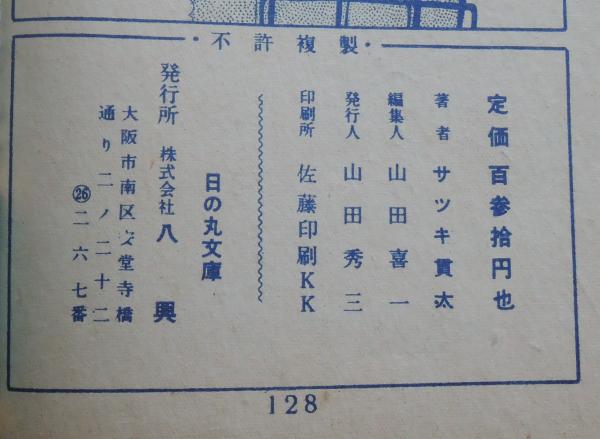 ・不許複製・
定価百参拾円也
著者 サツキ貫太
編集人 山田喜一
発行人 山田秀三
印刷所 佐藤印刷KK
日の丸文庫
発行所 株式会社 八興
大阪市南区安堂寺橋
通り二ノ二十二
㉖二六七番
128